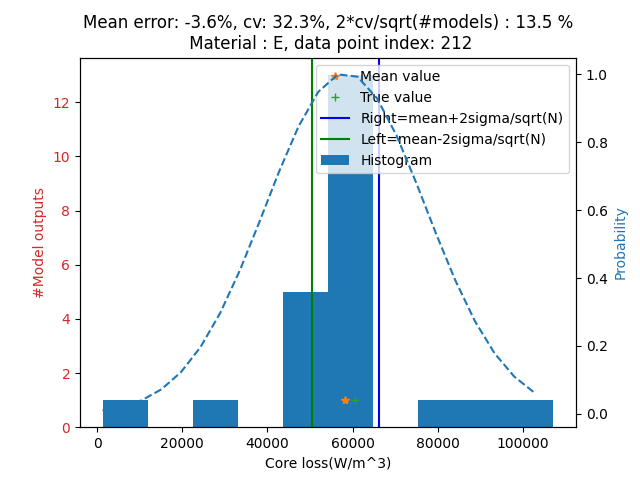 Mean error: -3.6%, cv: 32.3%, 2*cv/sqrt(#models) : 13.5 %
Material : E, data point index: 212
Mean value
True value
Right=mean+2sigma/sqrt(N)
Left=mean-2sigma/sqrt(N)
Histogram
#Model outputs
12
10
8
6
4
2
0
1.0
0.8
0.6
0.4
0.2
0.0
Probability
0 20000 40000 60000 80000 100000
Core loss(W/m^3)